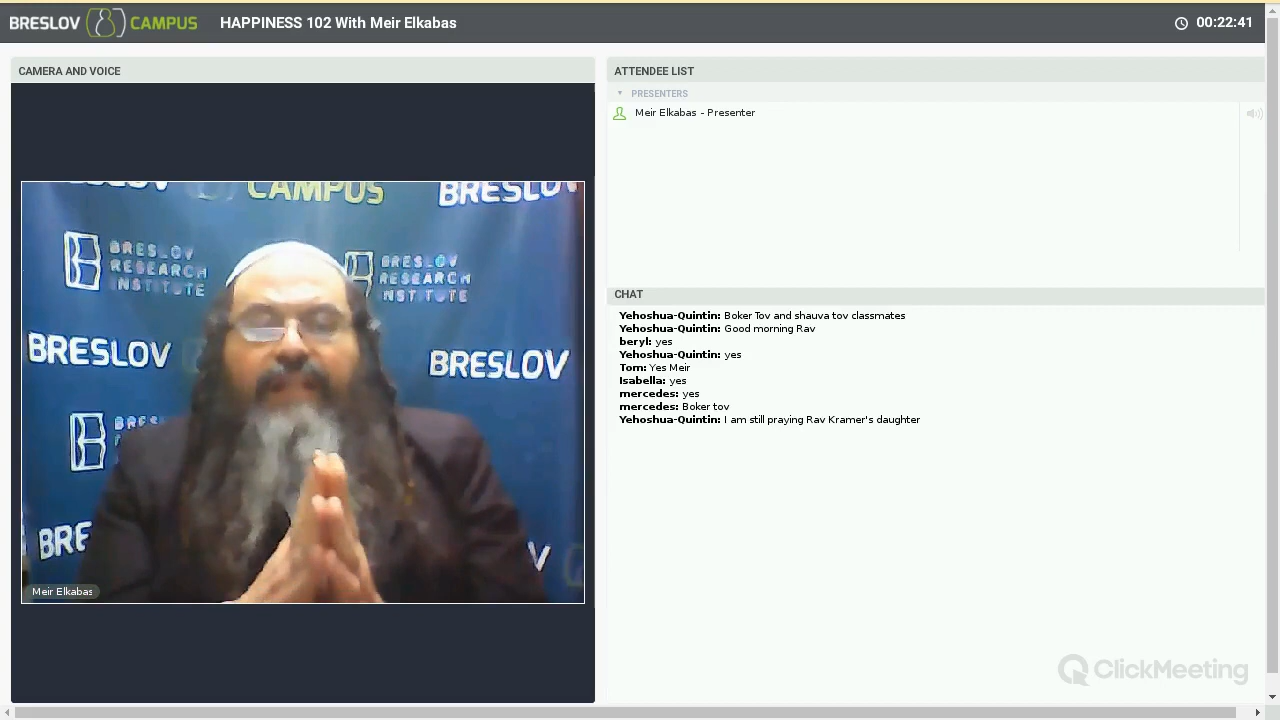 BRESLOV CAMPUS
HAPPINESS 102 With Meir Elkabas
00:22:41
CAMERA AND VOICE
CAMPUS
BRESLOV
BRESLOV
RESEARCH
INSTITUTE
BRESLOV
RESEARCH
INSTITUTE
BRESLOV
BRESLOV
BRES
BRE
V
Meir Elkabas
ATTENDEE LIST
PRESENTERS
Meir Elkabas - Presenter
CHAT
Yehoshua-Quintin: Boker Tov and shauva tov classmates
Yehoshua-Quintin: Good morning Rav
beryl: yes
Yehoshua-Quintin: yes
Tom: Yes Meir
Isabella: yes
mercedes: yes
mercedes: Boker tov
Yehoshua-Quintin: I am still praying Rav Kramer's daughter
ClickMeeting